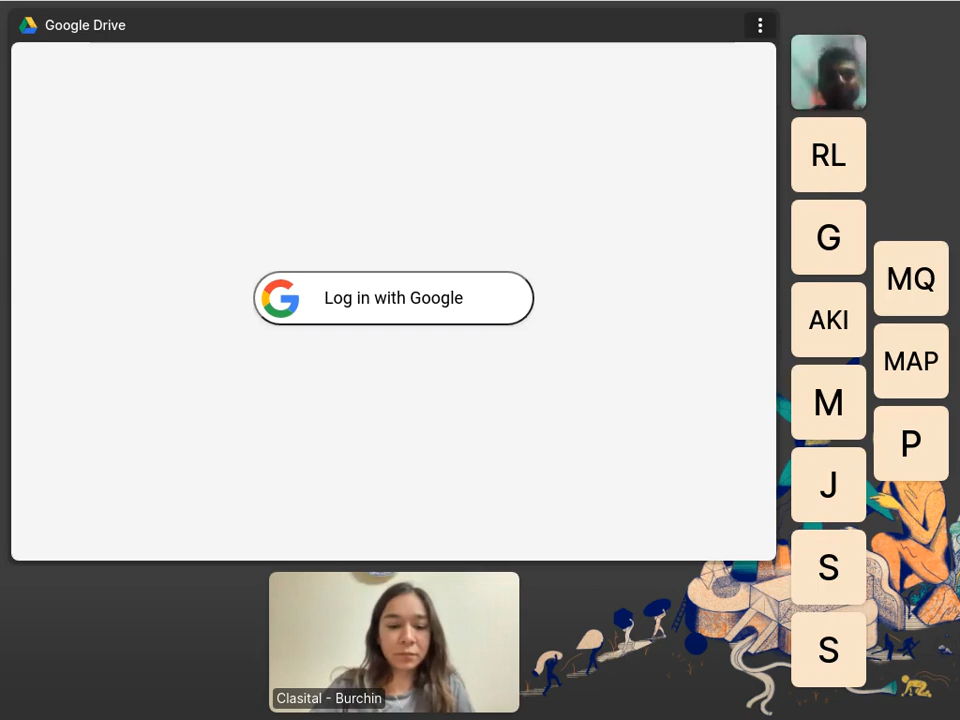 Google Drive
Log in with Google
RL
G
AKI
M
J
S
S
MQ
MAP
P
Clasital - Burchin